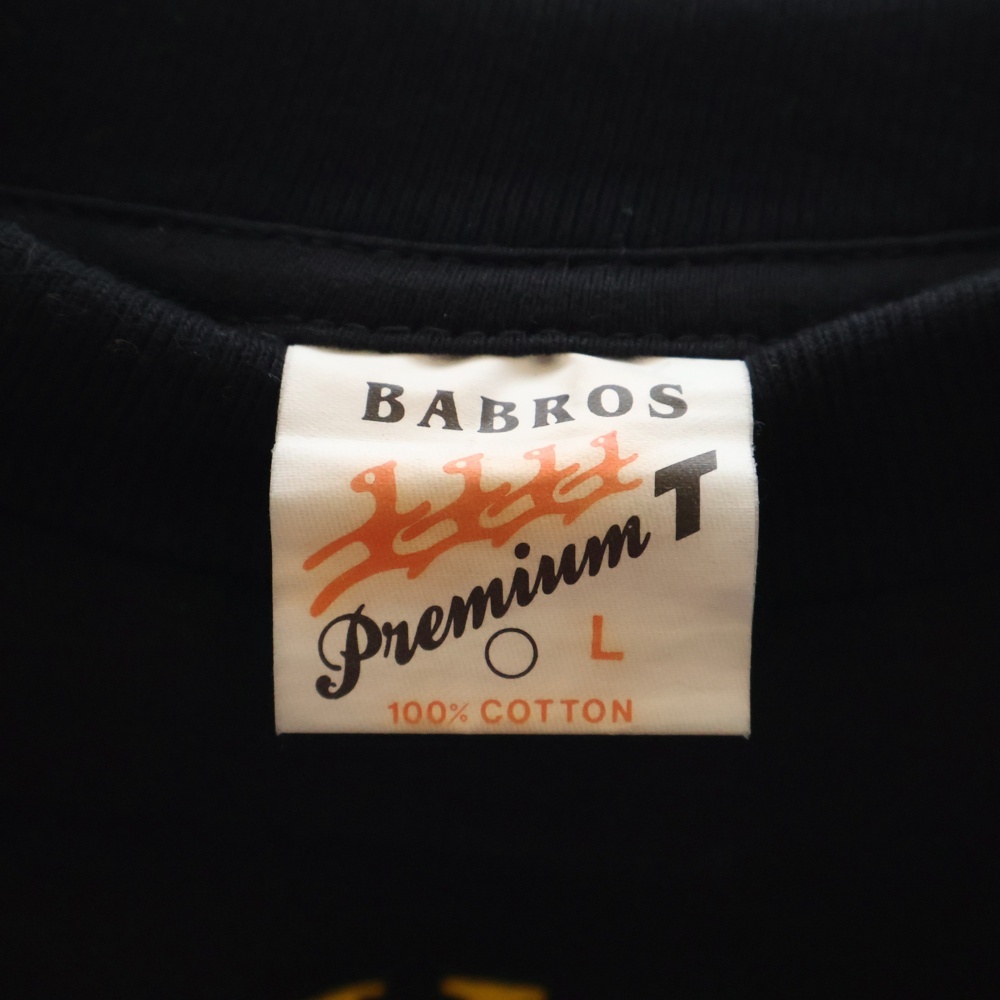 BABROS
Premium T
L
100% COTTON